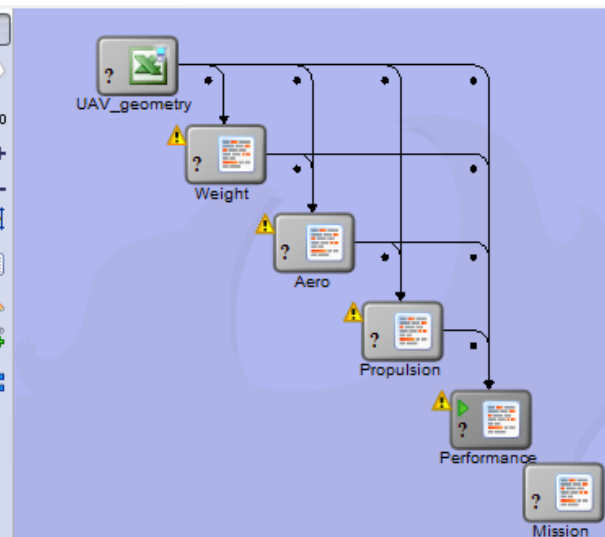 UAV_geometry
?
Weight
?
Aero
?
Propulsion
?
Performance
?
Mission
?